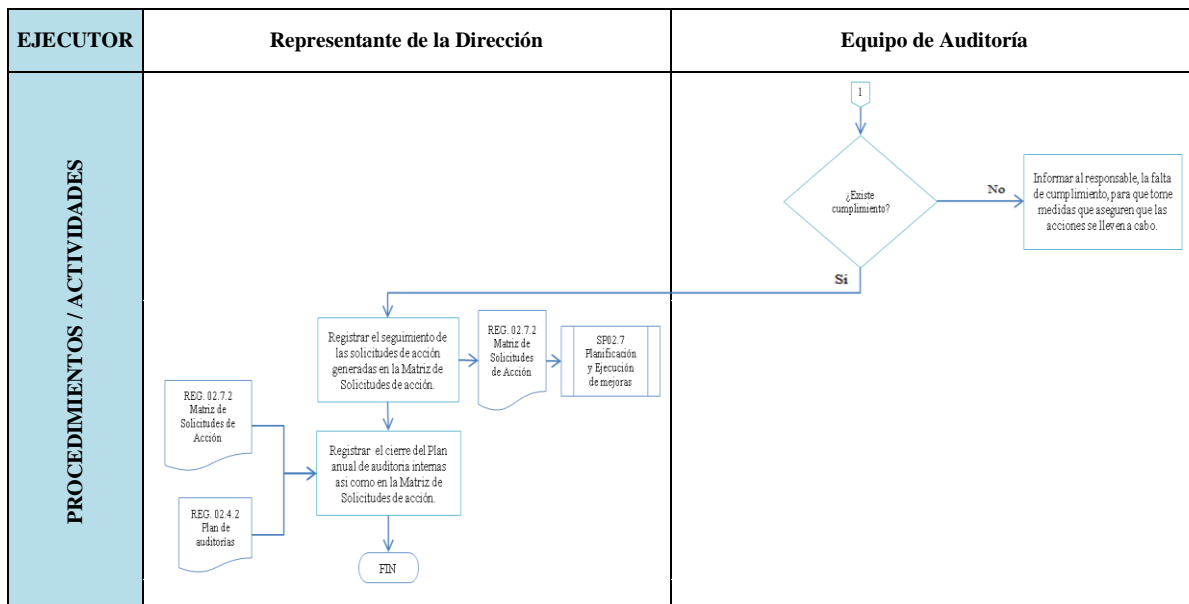 EJECUTOR
Representante de la Dirección
Equipo de Auditoría
PROCEDIMIENTOS / ACTIVIDADES
1
¿Existe
cumplimiento?
No
Informar al responsable, la falta
de cumplimiento, para que tome
medidas que aseguren que las
acciones se lleven a cabo.
Si
Registrar el seguimiento de
las solicitudes de acción
generadas en la Matriz de
Solicitudes de acción.
REG. 02.7.2
Matriz de
Solicitudes
de Acción
SP02.7
Planificación
y Ejecución
de mejoras
REG. 02.7.2
Matriz de
Solicitudes de
Acción
Registrar el cierre del Plan
anual de auditoria internas
asi como en la Matriz de
Solicitudes de acción.
REG. 02.4.2
Plan de
auditorías
FIN